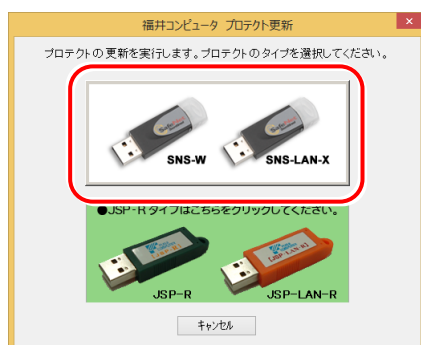 福井コンピュータ プロテクト更新
×
プロテクトの更新を実行します。プロテクトのタイプを選択してください。
SNS-W
SNS-LAN-X
●JSP-Rタイプはこちらをクリックしてください。
JSP-R
JSP-LAN-R
キャンセル